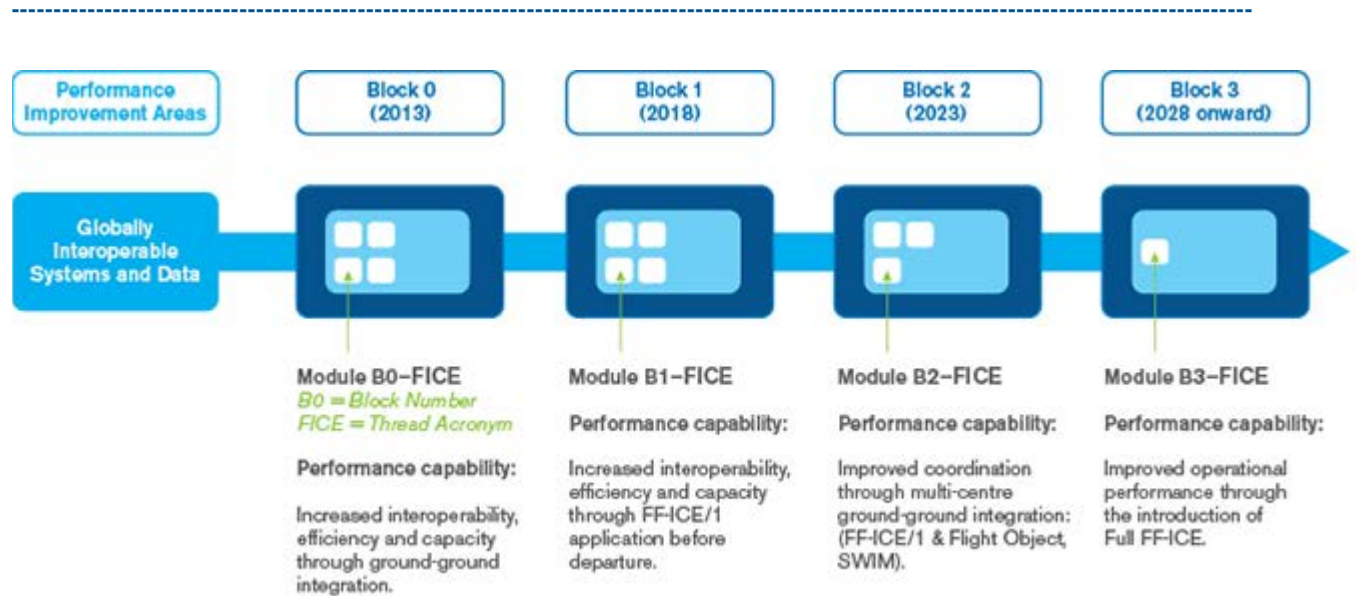 Performance
Improvement Areas
Block 0
(2013)
Block 1
(2018)
Block 2
(2023)
Block 3
(2028 onward)
Globally
Interoperable
Systems and Data
Module B0–FICE
B0 = Block Number
FICE = Thread Acronym
Performance capability:
Increased interoperability,
efficiency and capacity
through ground-ground
integration.
Module B1–FICE
Performance capability:
Increased interoperability,
efficiency and capacity
through FF-ICE/1
application before
departure.
Module B2–FICE
Performance capability:
Improved coordination
through multi-centre
ground-ground integration:
(FF-ICE/1 & Flight Object,
SWIM).
Module B3–FICE
Performance capability:
Improved operational
performance through
the introduction of
Full FF-ICE.